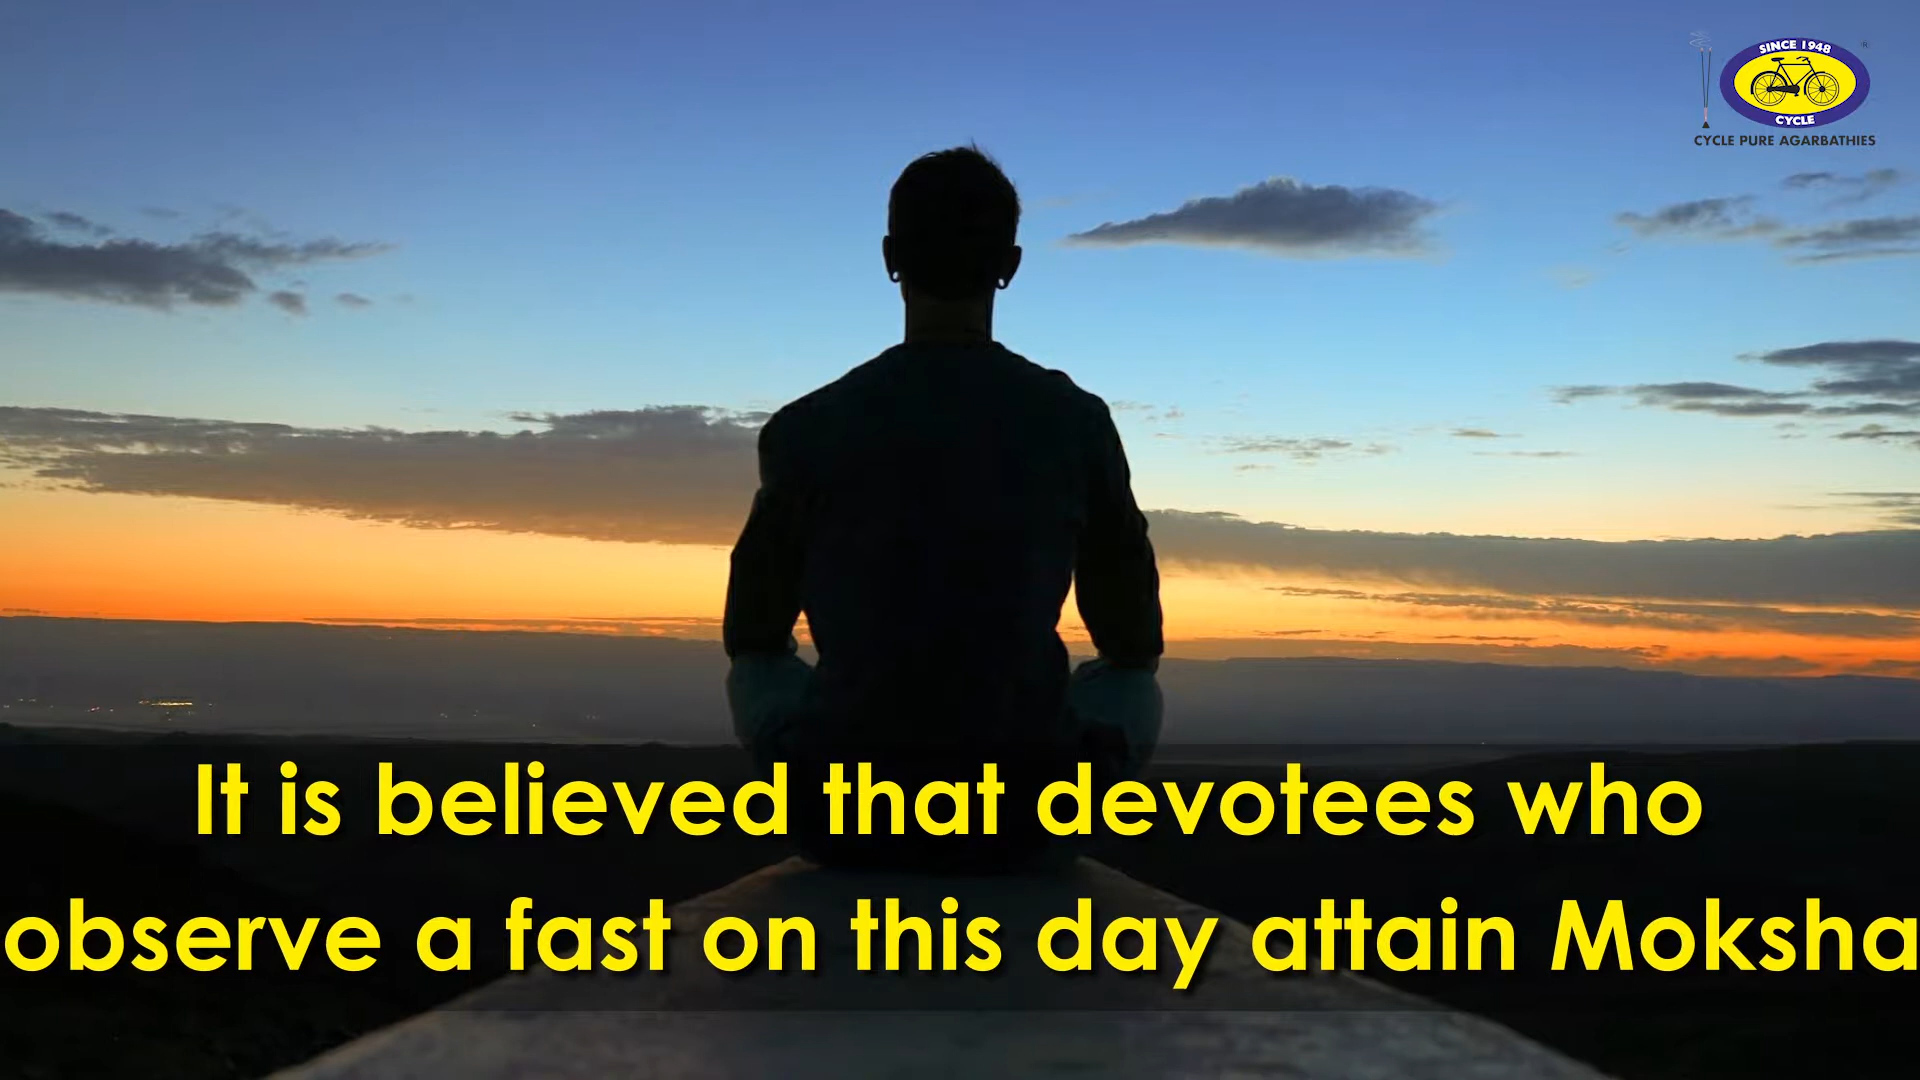 SINCE 1948
CYCLE
CYCLE PURE AGARBATHIES
It is believed that devotees who
observe a fast on this day attain Moksha